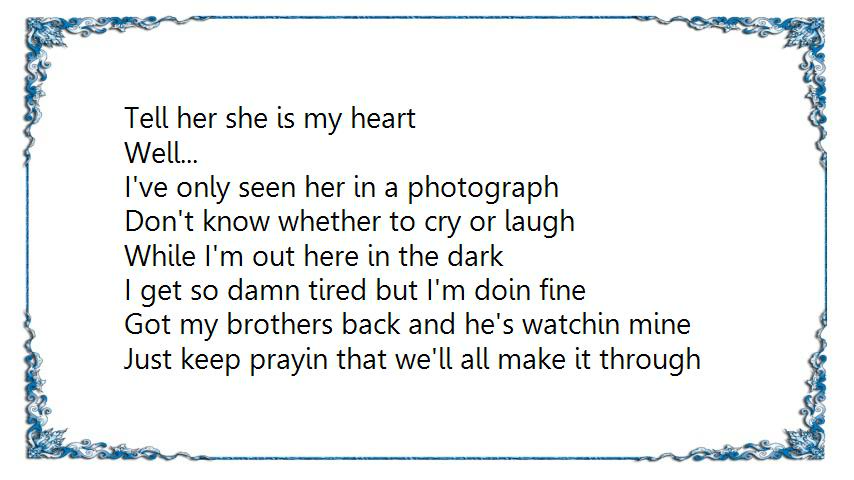 Tell her she is my heart
Well...
I've only seen her in a photograph
Don't know whether to cry or laugh
While I'm out here in the dark
I get so damn tired but I'm doin fine
Got my brothers back and he's watchin mine
Just keep prayin that we'll all make it through